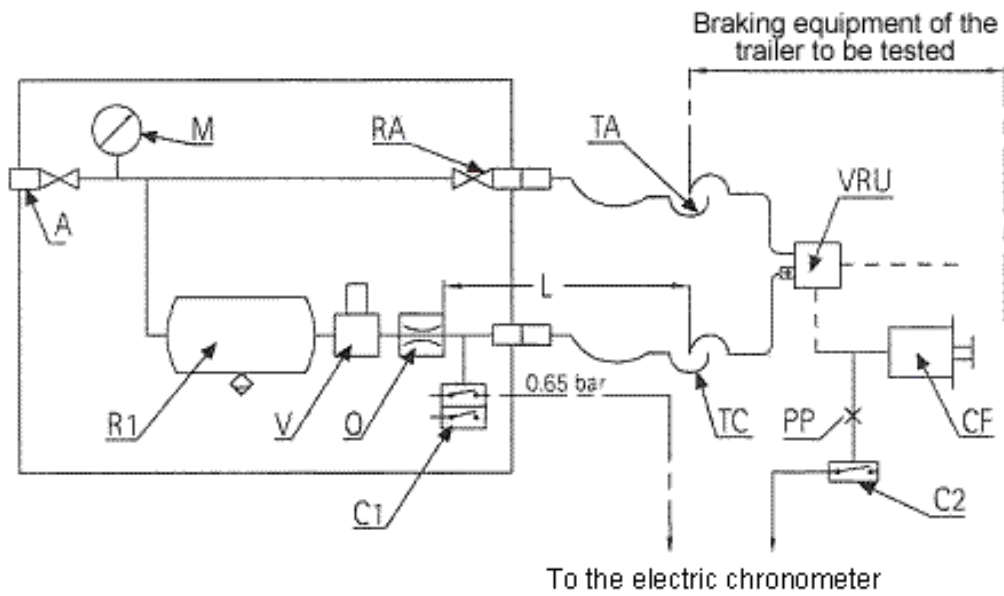 Braking equipment of the
trailer to be tested
M
RA
TA
VRU
A
L
R1
V
O
0.65 bar
TC
PP
CF
C1
C2
To the electric chronometer